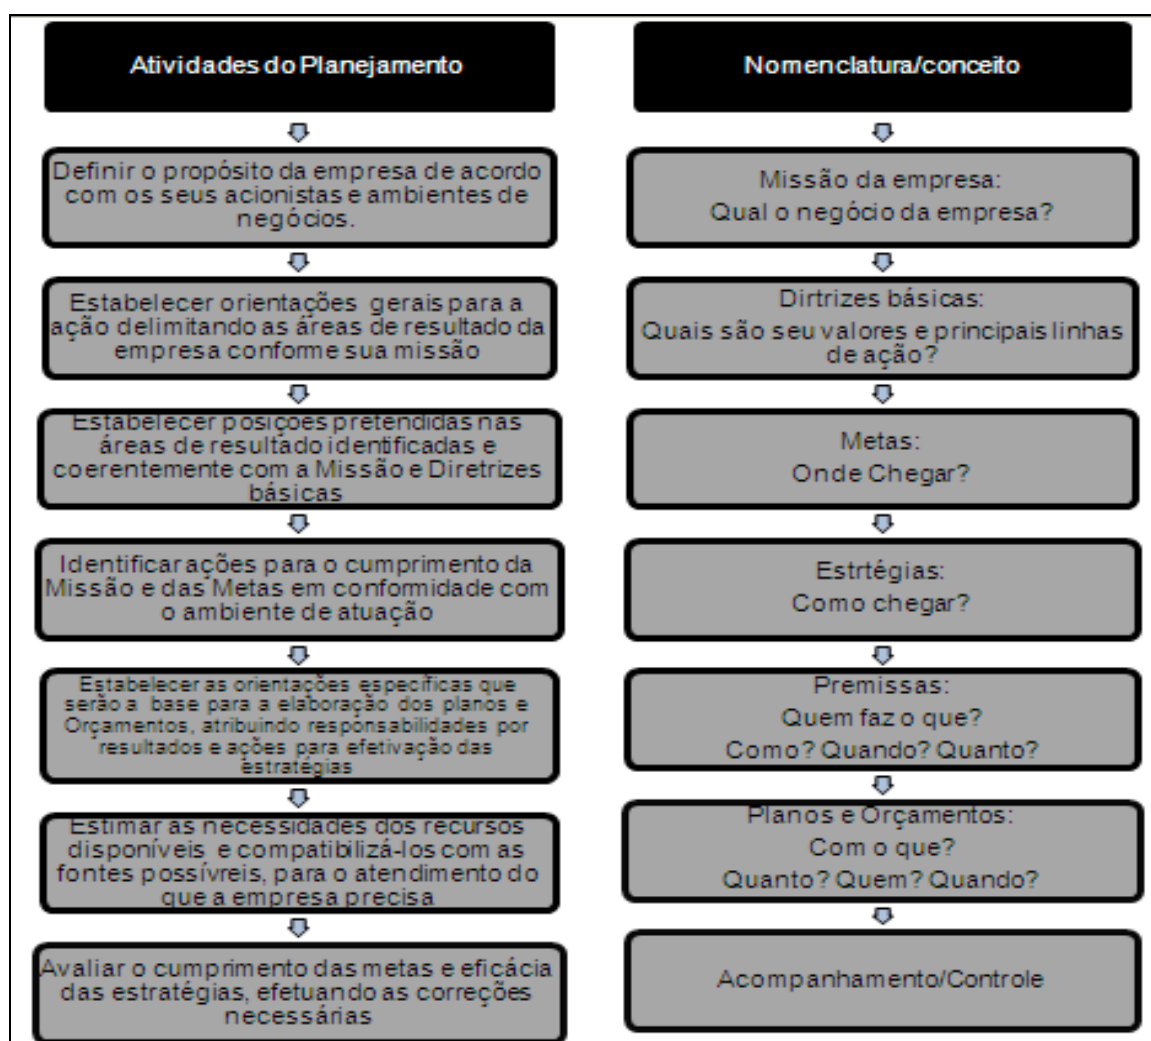 Atividades do Planejamento
Nomenclatura/conceito
Definir o propósito da empresa de acordo
com os seus acionistas e ambientes de
negócios.
Missão da empresa:
Qual o negócio da empresa?
Estabelecer orientações gerais para a
ação delimitando as áreas de resultado da
empresa conforme sua missão
Dirtrizes básicas:
Quais são seu valores e principais linhas
de ação?
Estabelecer posições pretendidas nas
áreas de resultado identificadas e
coerentemente com a Missão e Diretrizes
básicas
Metas:
Onde Chegar?
Identificar ações para o cumprimento da
Missão e das Metas em conformidade com
o ambiente de atuação
Estrtégias:
Como chegar?
Estabelecer as orientações específicas que
serão a base para a elaboração dos planos e
Orçamentos, atribuindo responsabilidades por
resultados e ações para efetivação das
estratégias
Premissas:
Quem faz o que?
Como? Quando? Quanto?
Estimar as necessidades dos recursos
disponíveis e compatibilizá-los com as
fontes possívreis, para o atendimento do
que a empresa precisa
Planos e Orçamentos:
Com o que?
Quanto? Quem? Quando?
Avaliar o cumprimento das metas e eficácia
das estratégias, efetuando as correções
necessárias
Acompanhamento/Controle